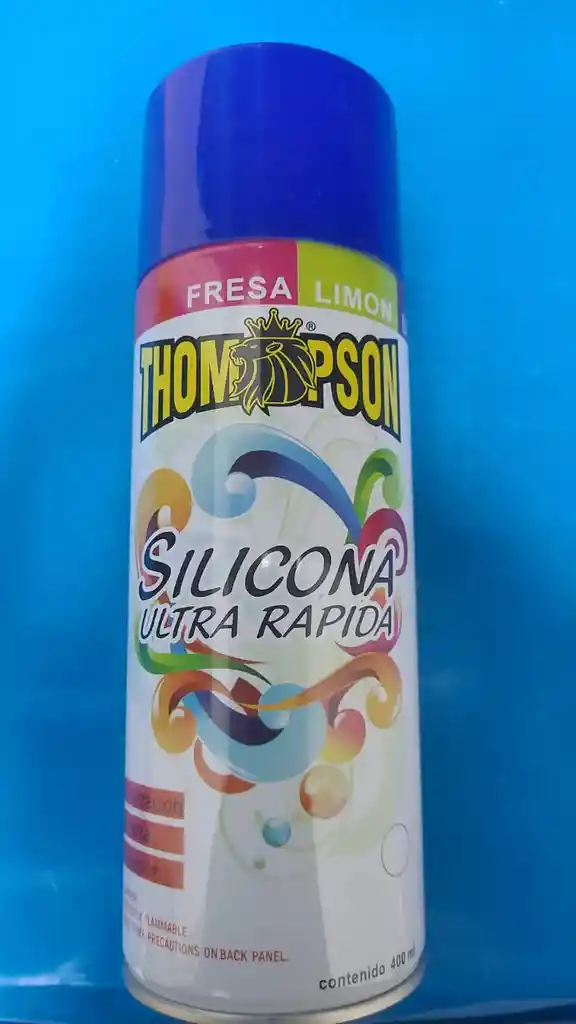 FRESA LIMON
THOMPSON
®
SILICONA
ULTRA RAPIDA
FLAMMABLE
PRECAUTIONS ON BACK PANEL.
contenido 400 ml